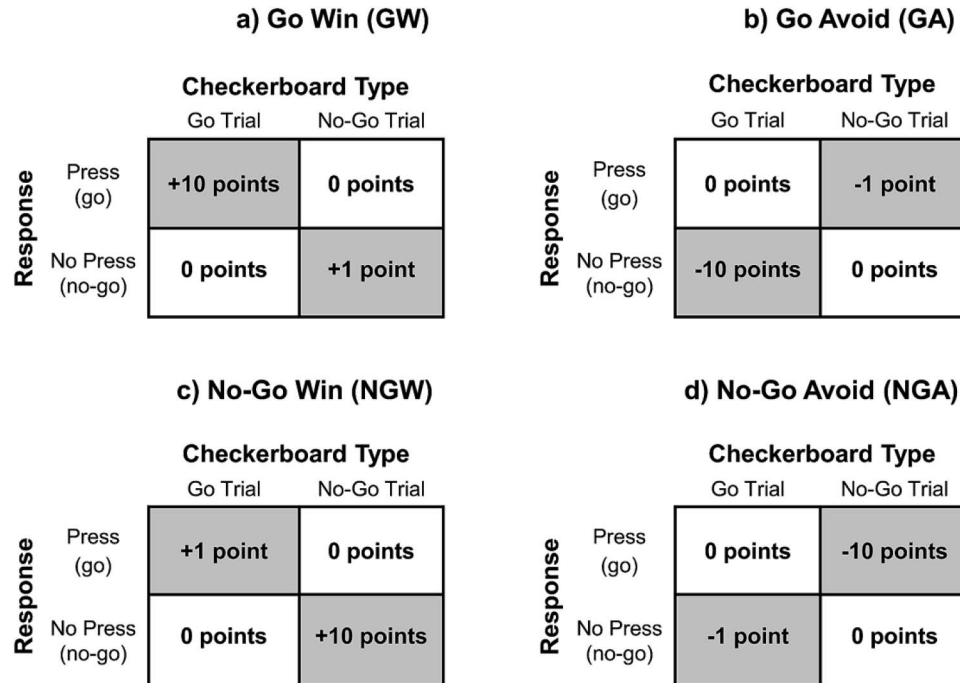 a) Go Win (GW)
Checkerboard Type
Go Trial No-Go Trial
Response
Press
(go)
+10 points 0 points
No Press
(no-go)
0 points +1 point
b) Go Avoid (GA)
Checkerboard Type
Go Trial No-Go Trial
Response
Press
(go)
0 points -1 point
No Press
(no-go)
-10 points 0 points
c) No-Go Win (NGW)
Checkerboard Type
Go Trial No-Go Trial
Response
Press
(go)
+1 point 0 points
No Press
(no-go)
0 points +10 points
d) No-Go Avoid (NGA)
Checkerboard Type
Go Trial No-Go Trial
Response
Press
(go)
0 points -10 points
No Press
(no-go)
-1 point 0 points